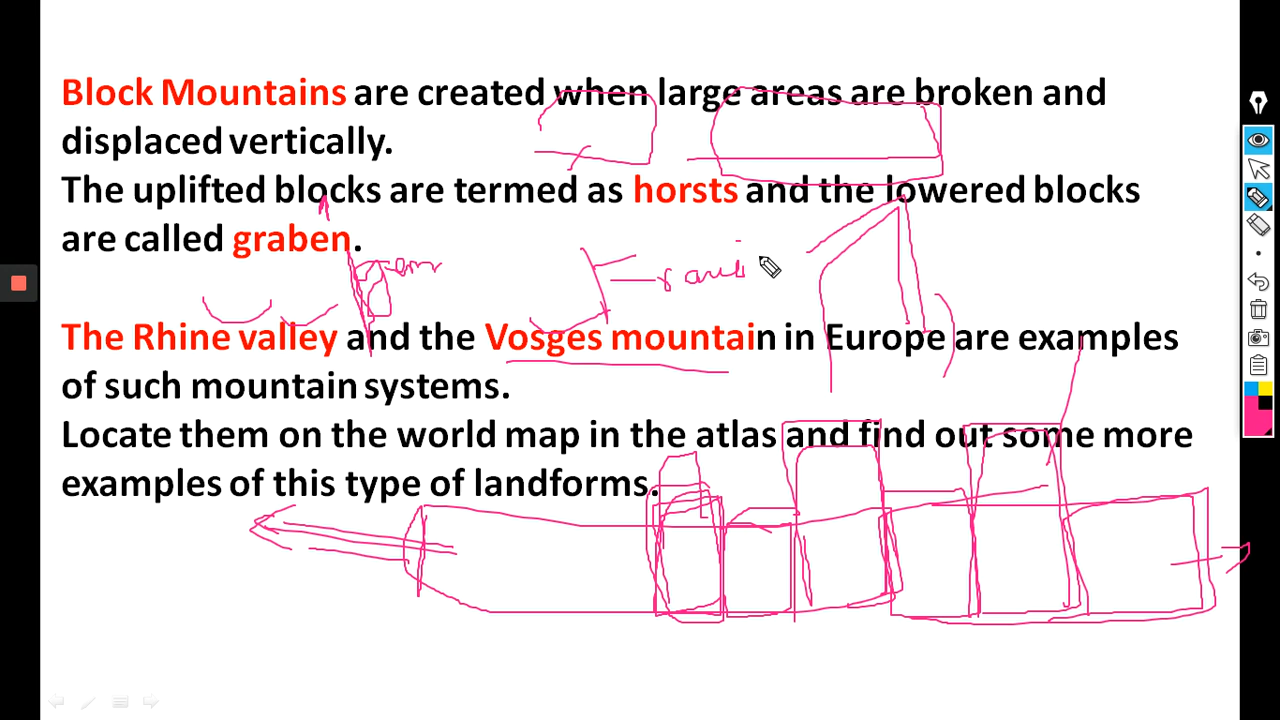 Block Mountains are created when large areas are broken and
displaced vertically.
The uplifted blocks are termed as horsts and the lowered blocks
are called graben.
The Rhine valley and the Vosges mountain in Europe are examples
of such mountain systems.
Locate them on the world map in the atlas and find out some more
examples of this type of landforms.